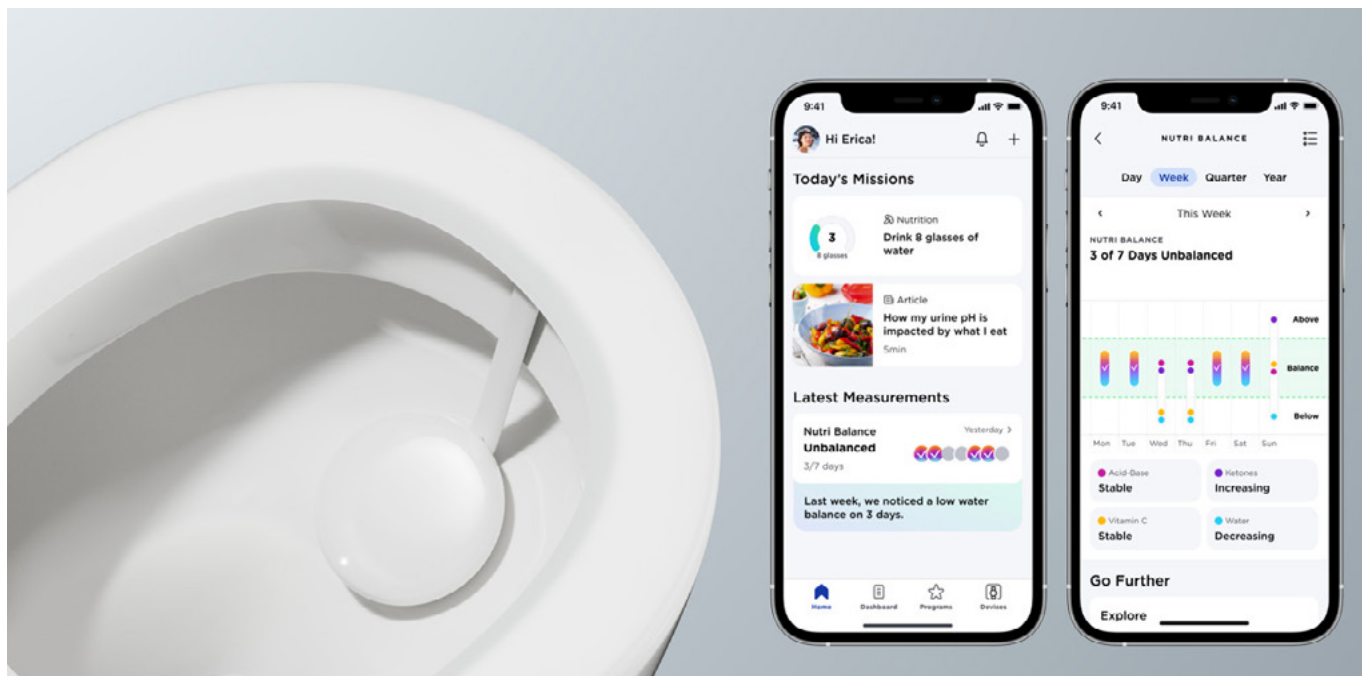 9:41
Hi Erica!
Today's Missions
3
8 glasses
Nutrition
Drink 8 glasses of
water
Article
How my urine pH is
impacted by what I eat
5min
Latest Measurements
Nutri Balance
Yesterday >
Unbalanced
3/7 days
Last week, we noticed a low water
balance on 3 days.
Home
Dashboard
Programs
Devices
9:41
NUTRI BALANCE
Day
Week
Quarter
Year
This Week
NUTRI BALANCE
3 of 7 Days Unbalanced
Above
Balance
Below
Mon Tue Wed Thu Fri Sat Sun
Acid-Base
Stable
Ketones
Increasing
Vitamin C
Stable
Water
Decreasing
Go Further
Explore